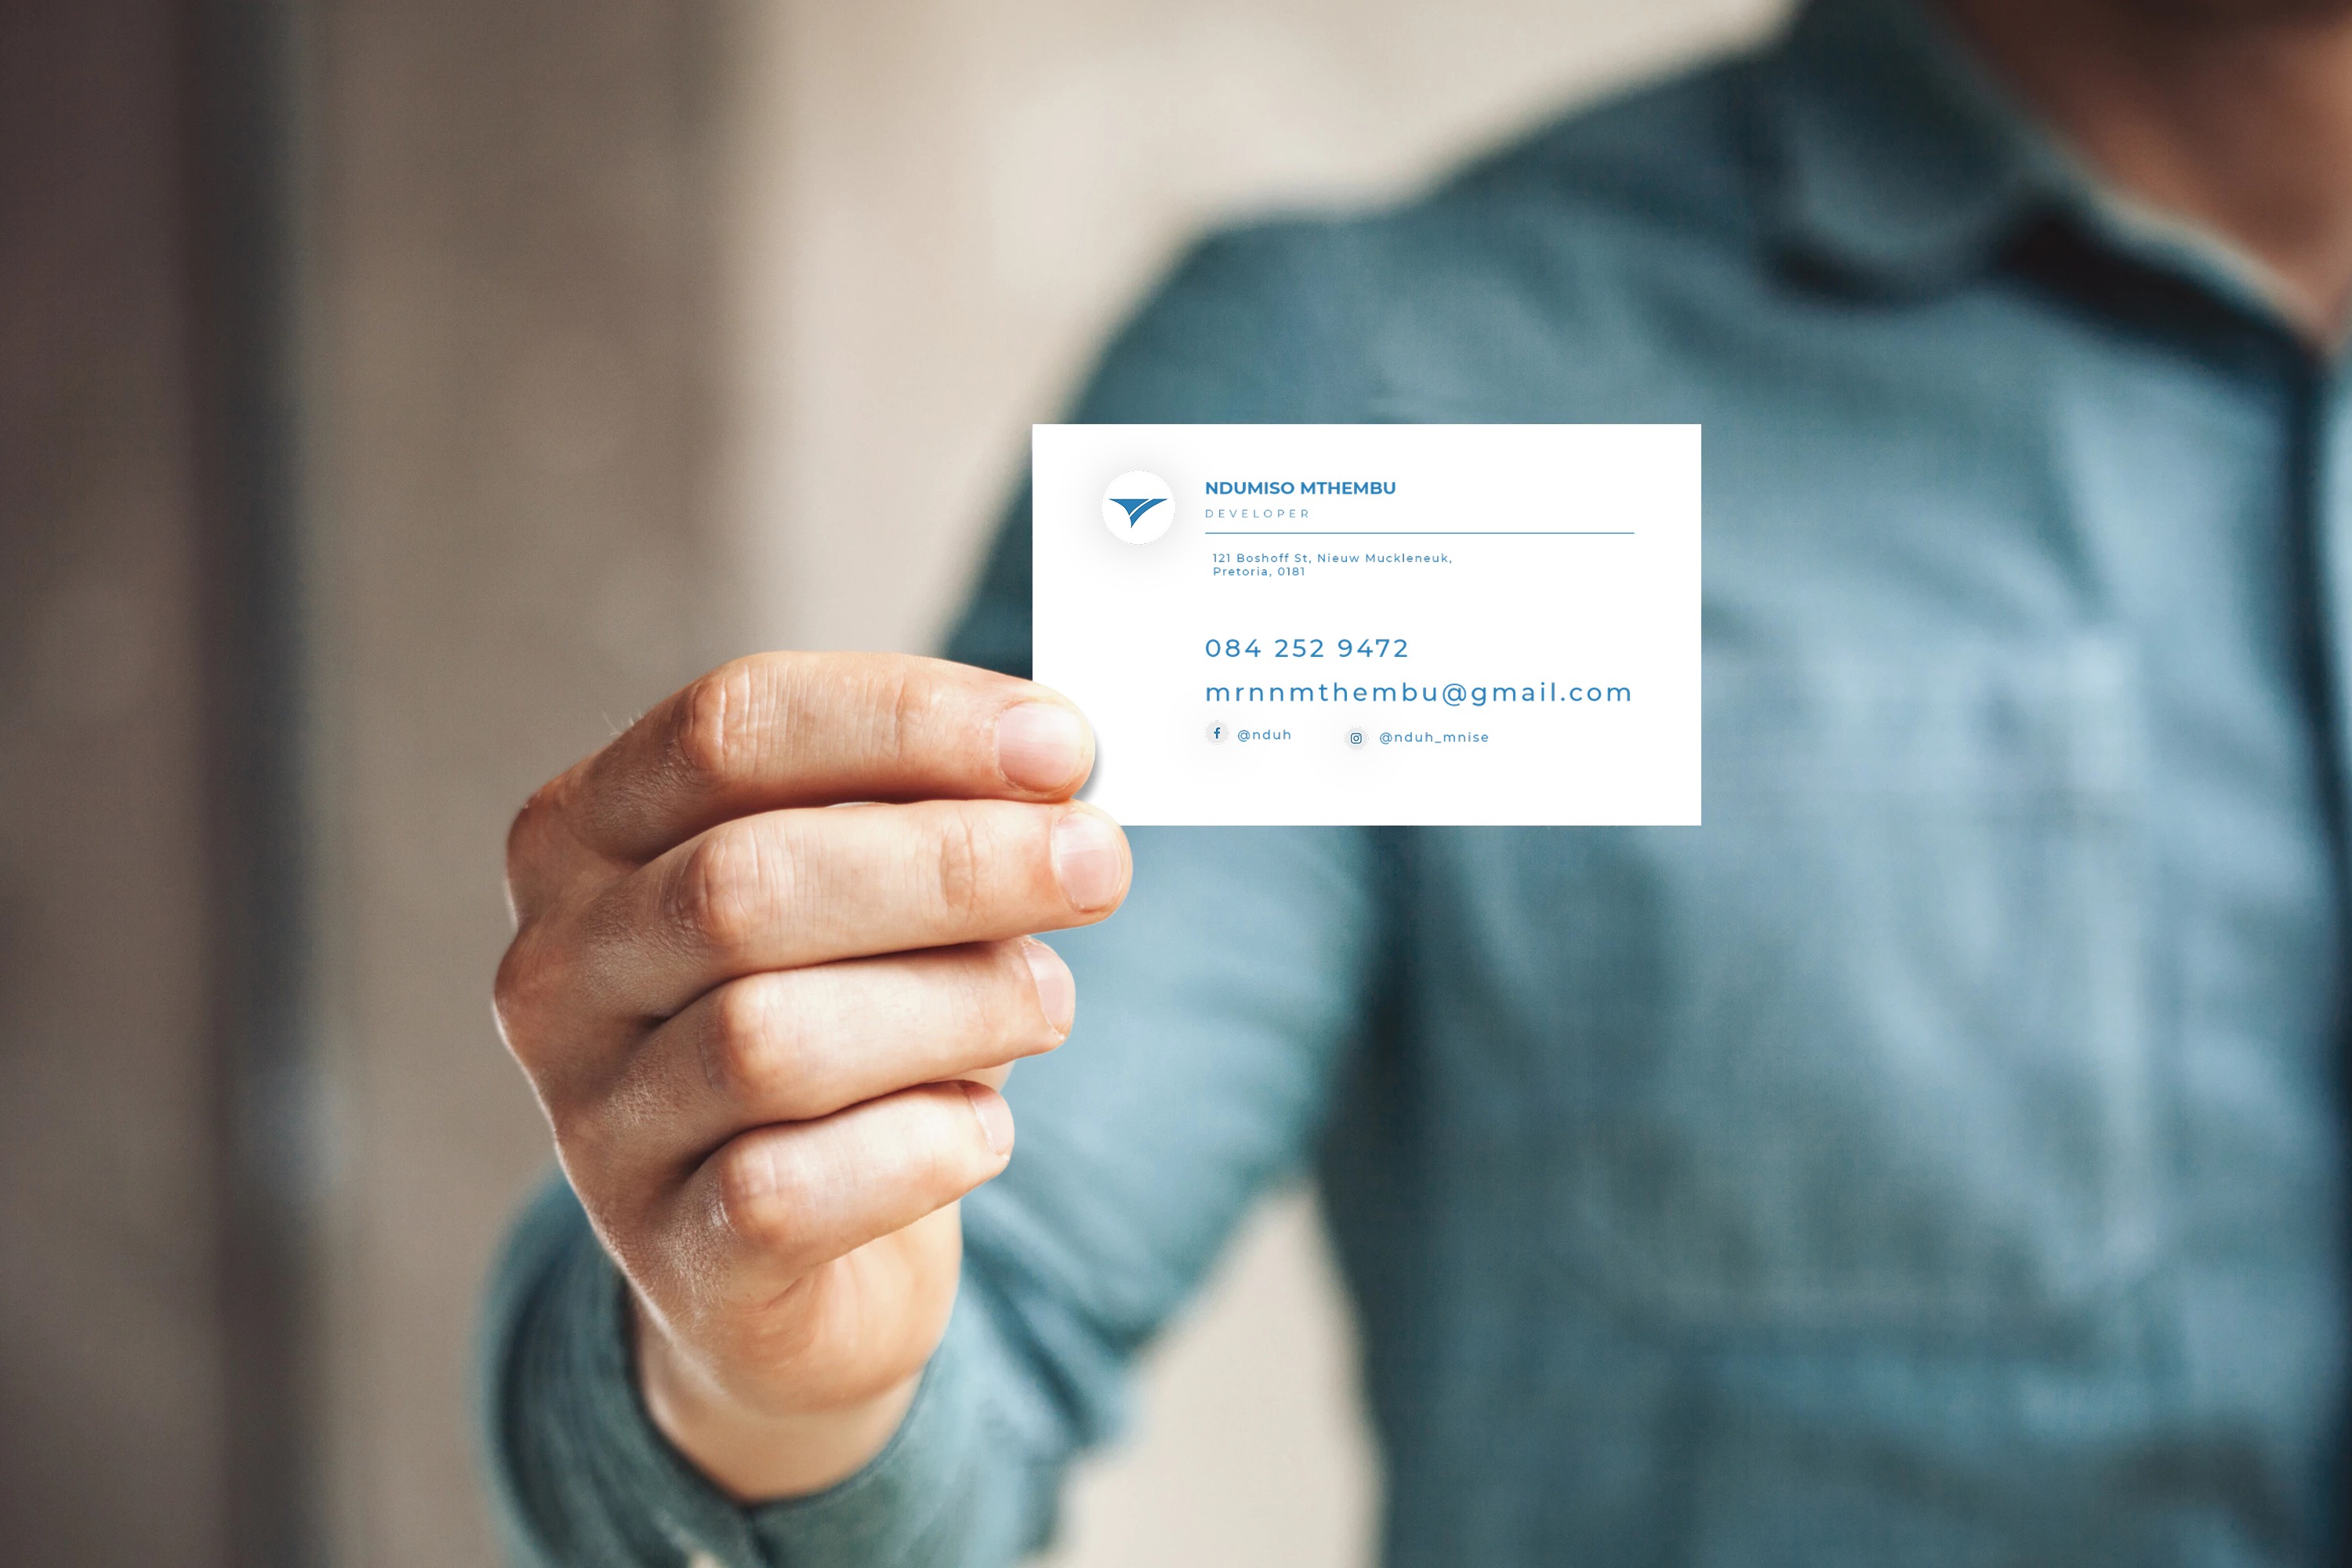 NDUMISO MTHEMBU
DEVELOPER
121 Boshoff St, Nieuw Muckleneuk,
Pretoria, 0181
084 252 9472
mrnnmthembu@gmail.com
@nduh @nduh_mnise